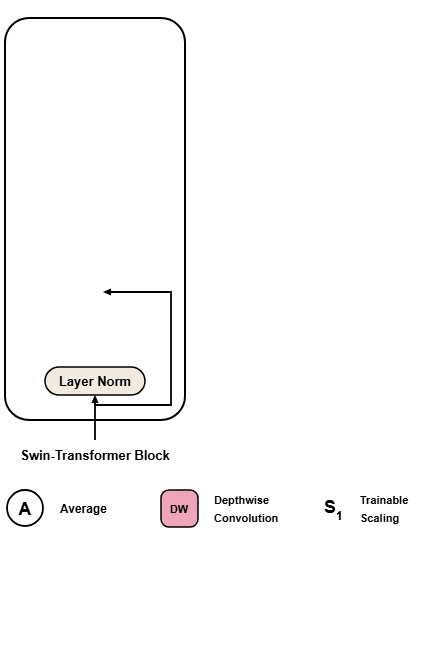 Layer Norm
Swin-Transformer Block
A
Average
DW
Depthwise
Convolution
S1
Trainable
Scaling